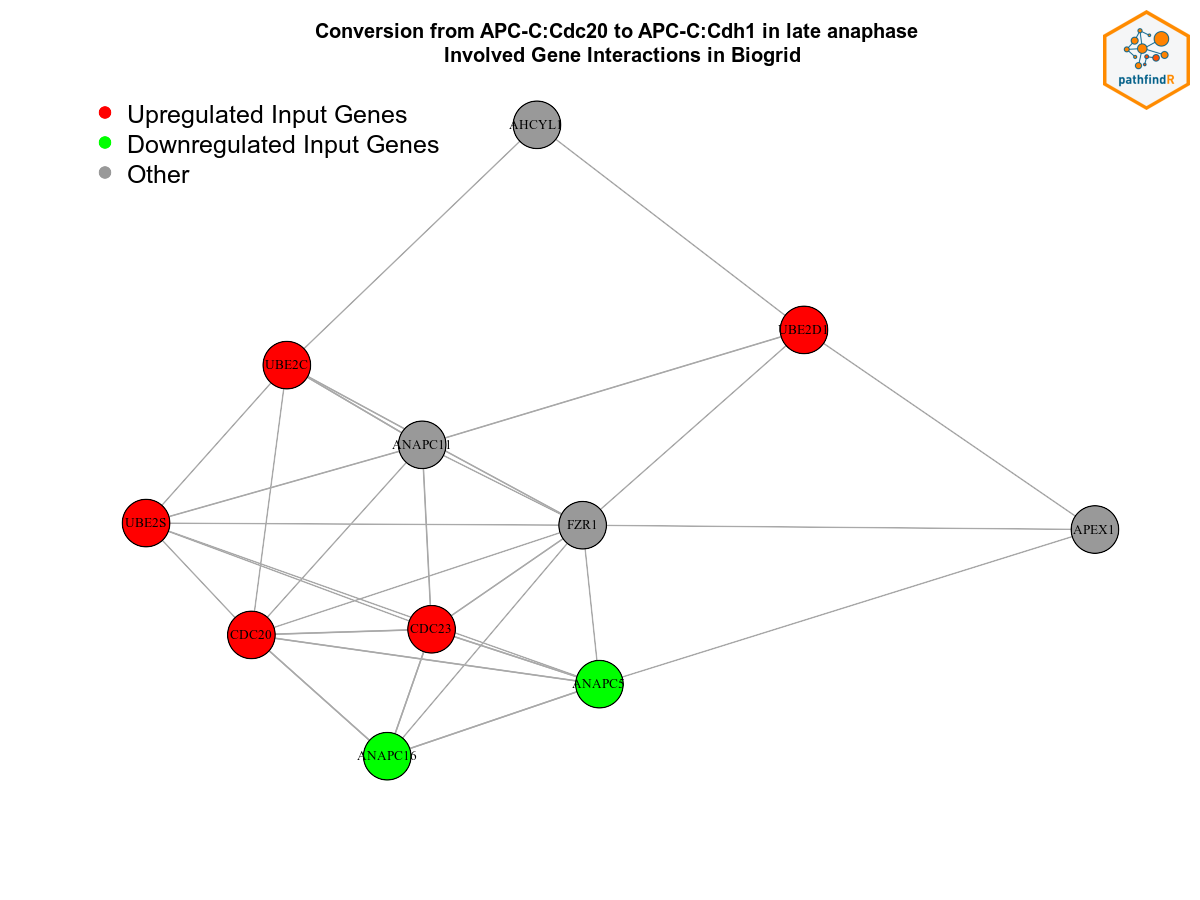 Conversion from APC-C:Cdc20 to APC-C:Cdh1 in late anaphase
Involved Gene Interactions in Biogrid
pathfindR
Upregulated Input Genes
Downregulated Input Genes
Other
AHCYL1
UBE2D1
UBE2C
ANAPC11
UBE2S
FZR1
APEX1
CDC20
CDC23
ANAPC5
ANAPC16